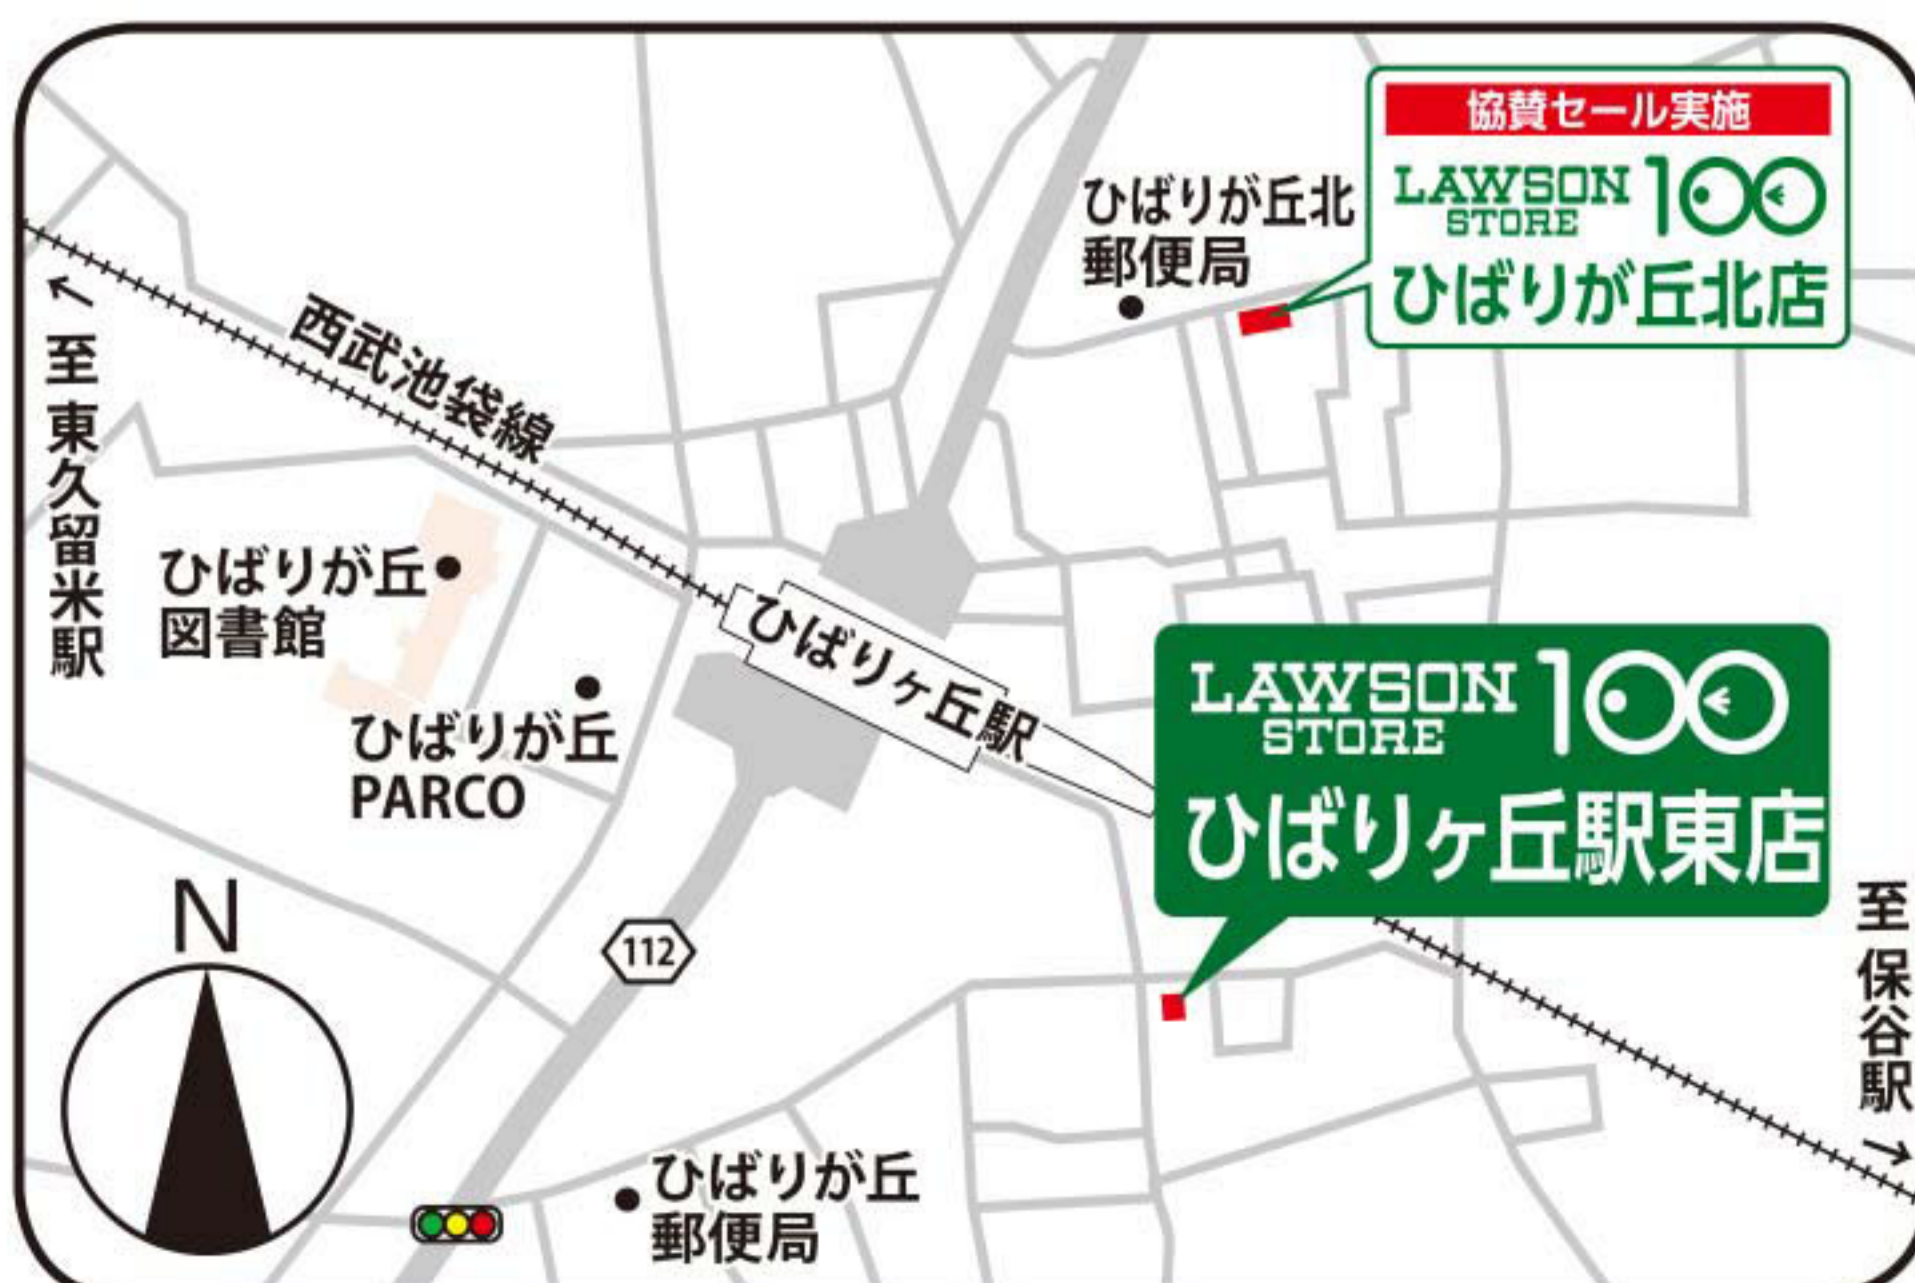 協賛セール実施
LAWSON
STORE
100
ひばりが丘北店
ひばりが丘北
郵便局
西武池袋線
← 至 東久留米駅
ひばりが丘
図書館
ひばりヶ丘駅
ひばりが丘
PARCO
LAWSON
STORE
100
ひばりヶ丘駅東店
N
112
至 保谷駅 →
ひばりが丘
郵便局